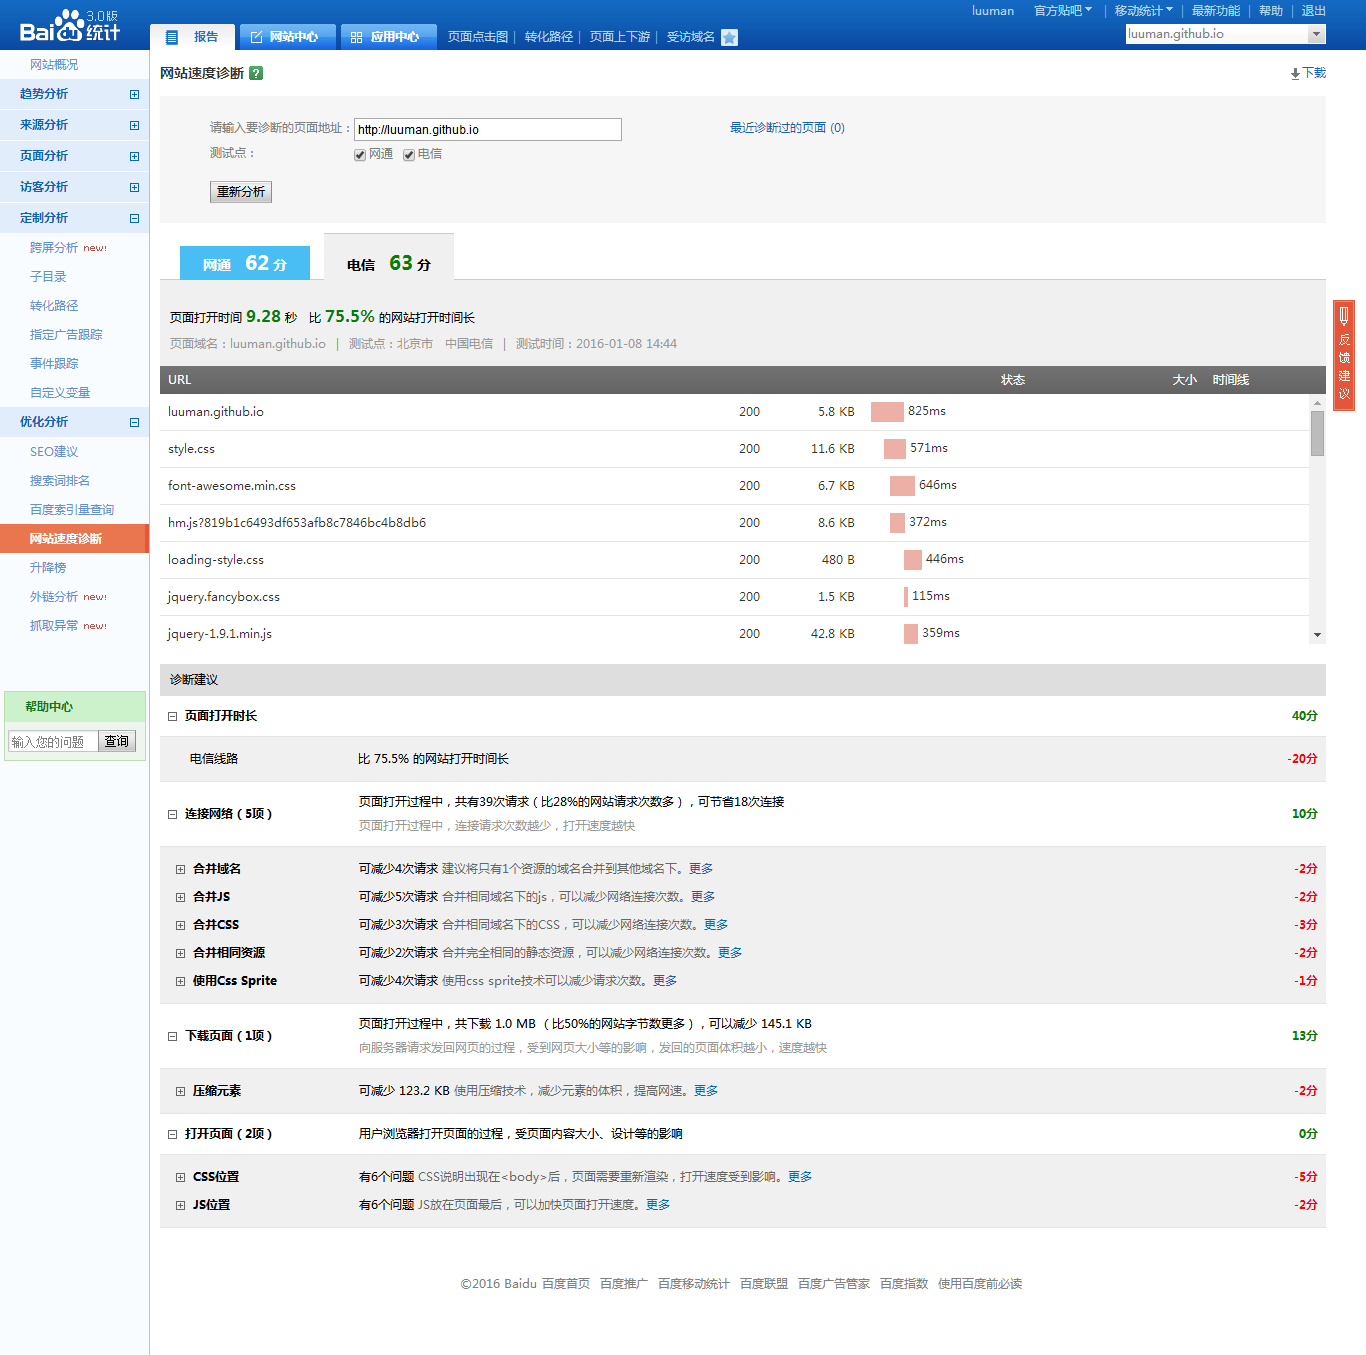 luuman 官方贴吧 | 移动统计 | 最新功能 | 帮助 | 退出
Bai du 统计 3.0版
报告 网站中心 应用中心 页面点击图 | 转化路径 | 页面上下游 | 受访域名
luuman.github.io
网站概况
趋势分析
来源分析
页面分析
访客分析
定制分析
跨屏分析 new!
子目录
转化路径
指定广告跟踪
事件跟踪
自定义变量
优化分析
SEO建议
搜索词排名
百度索引量查询
网站速度诊断
升降榜
外链分析 new!
抓取异常 new!
帮助中心
输入您的问题 查询
网站速度诊断 ?
下载
请输入要诊断的页面地址： http://luuman.github.io
最近诊断过的页面 (0)
测试点： 网通 电信
重新分析
网通 62 分 电信 63 分
页面打开时间 9.28 秒 比 75.5% 的网站打开时间长
页面域名：luuman.github.io | 测试点：北京市 中国电信 | 测试时间：2016-01-08 14:44
URL 状态 大小 时间线
luuman.github.io 200 5.8 KB 825ms
style.css 200 11.6 KB 571ms
font-awesome.min.css 200 6.7 KB 646ms
hm.js?819b1c6493df653afb8c7846bc4b8db6 200 8.6 KB 372ms
loading-style.css 200 480 B 446ms
jquery.fancybox.css 200 1.5 KB 115ms
jquery-1.9.1.min.js 200 42.8 KB 359ms
反馈建议
诊断建议
页面打开时长 40分
电信线路 比 75.5% 的网站打开时间长 -20分
连接网络（5项） 页面打开过程中，共有39次请求（比28%的网站请求次数多），可节省18次连接 10分
页面打开过程中，连接请求次数越少，打开速度越快
合并域名 可减少4次请求 建议将只有1个资源的域名合并到其他域名下。更多 -2分
合并JS 可减少5次请求 合并相同域名下的js，可以减少网络连接次数。更多 -2分
合并CSS 可减少3次请求 合并相同域名下的CSS，可以减少网络连接次数。更多 -3分
合并相同资源 可减少2次请求 合并完全相同的静态资源，可以减少网络连接次数。更多 -2分
使用Css Sprite 可减少4次请求 使用css sprite技术可以减少请求次数。更多 -1分
下载页面（1项） 页面打开过程中，共下载 1.0 MB （比50%的网站字节数更多），可以减少 145.1 KB 13分
向服务器请求发回网页的过程，受到网页大小等的影响，发回的页面体积越小，速度越快
压缩元素 可减少 123.2 KB 使用压缩技术，减少元素的体积，提高网速。更多 -2分
打开页面（2项） 用户浏览器打开页面的过程，受页面内容大小、设计等的影响 0分
CSS位置 有6个问题 CSS说明出现在<body>后，页面需要重新渲染，打开速度受到影响。更多 -5分
JS位置 有6个问题 JS放在页面最后，可以加快页面打开速度。更多 -2分
©2016 Baidu 百度首页 百度推广 百度移动统计 百度联盟 百度广告管家 百度指数 使用百度前必读